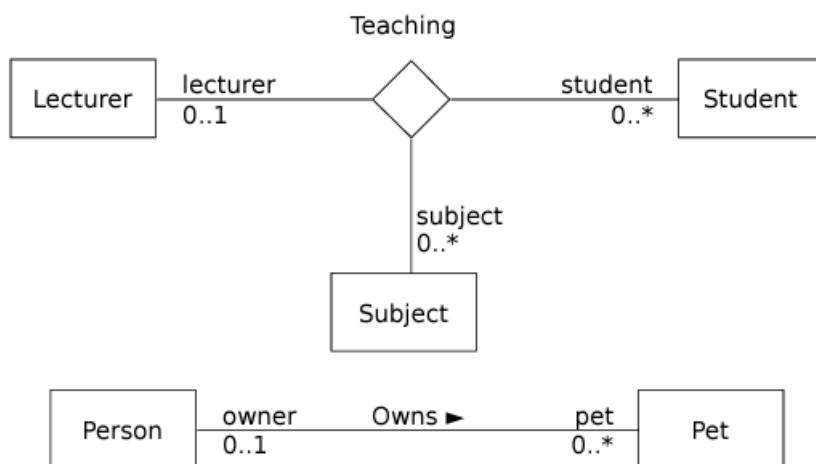 Teaching
Lecturer
lecturer
0..1
student
0..*
Student
subject
0..*
Subject
Person
owner
0..1
Owns ►
pet
0..*
Pet